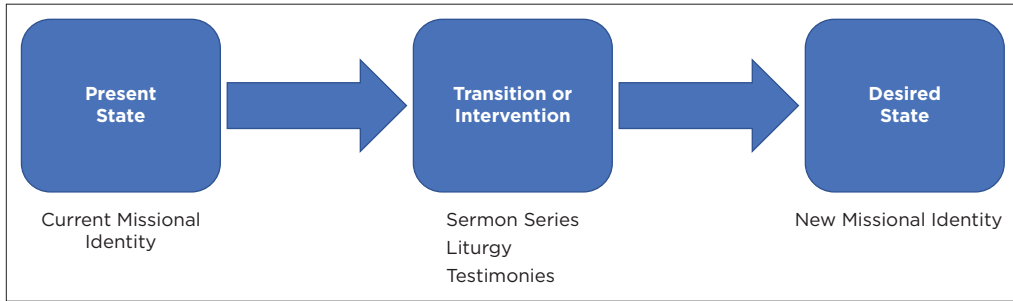 Present
State
Transition or
Intervention
Desired
State
Current Missional
Identity
Sermon Series
Liturgy
Testimonies
New Missional Identity